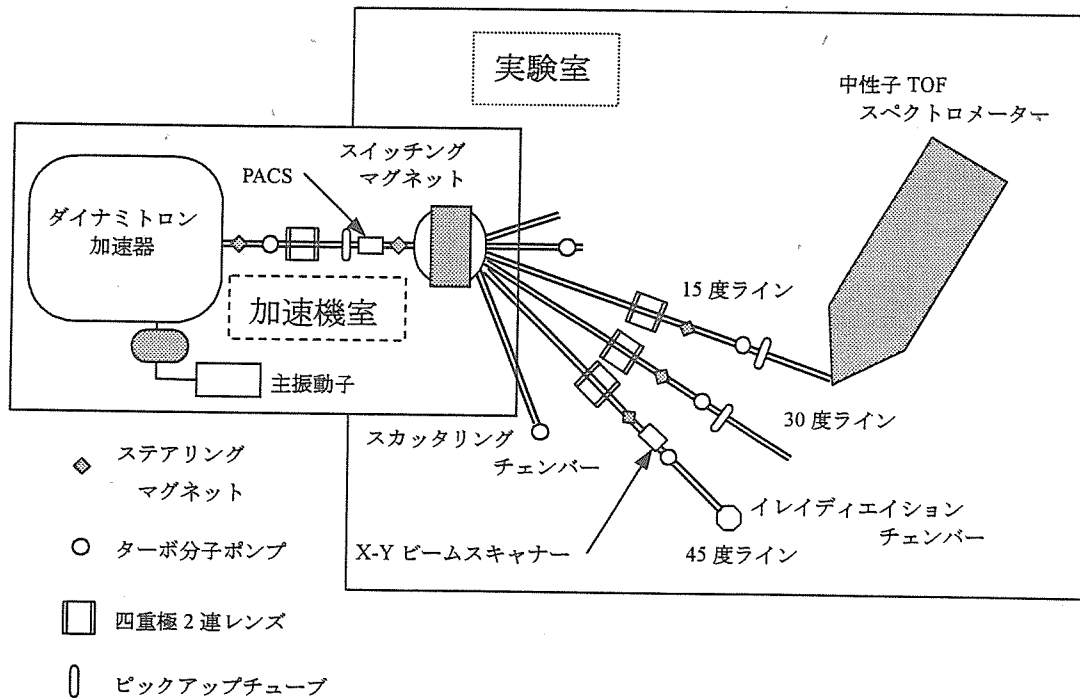 実験室
中性子 TOF
スペクトロメーター
スイッチング
マグネット
PACS
ダイナミトロン
加速器
加速機室
主振動子
15 度ライン
30 度ライン
スカッタリング
チェンバー
イレイディエイション
チェンバー
X-Y ビームスキャナー
45 度ライン
ステアリング
マグネット
ターボ分子ポンプ
四重極 2 連レンズ
ピックアップチューブ